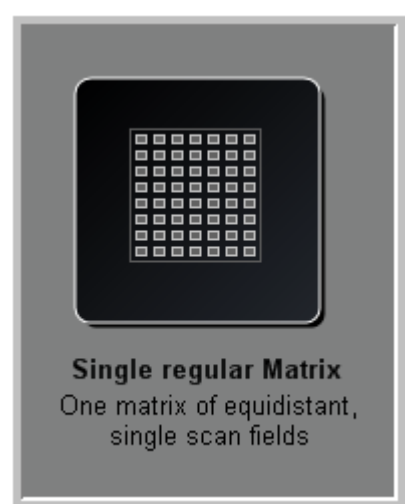 Single regular Matrix
One matrix of equidistant,
single scan fields